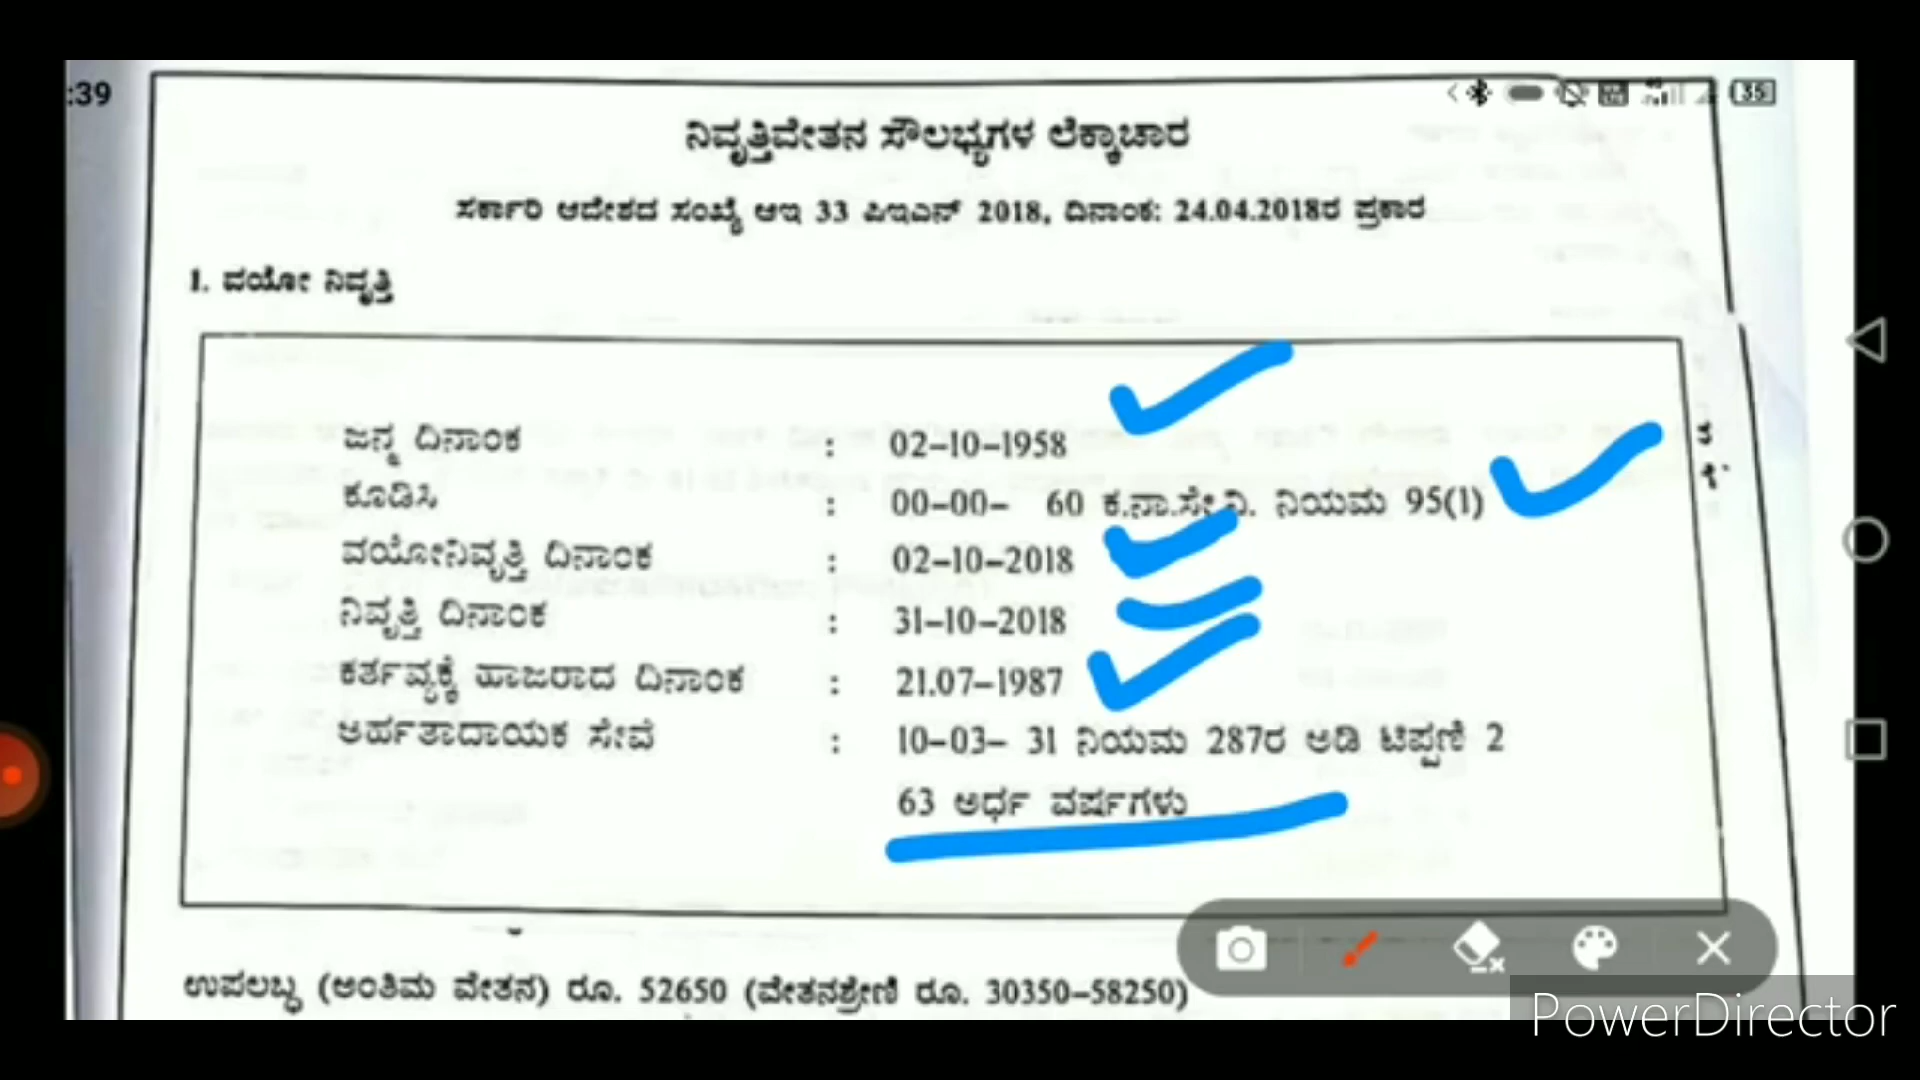 :39
35
ನಿವೃತ್ತಿವೇತನ ಸೌಲಭ್ಯಗಳ ಲೆಕ್ಕಾಚಾರ
ಸರ್ಕಾರಿ ಆದೇಶದ ಸಂಖ್ಯೆ ಆಇ 33 ಪಿಇಎನ್ 2018, ದಿನಾಂಕ: 24.04.2018ರ ಪ್ರಕಾರ
1. ವಯೋ ನಿವೃತ್ತಿ
ಜನ್ಮ ದಿನಾಂಕ : 02-10-1958
ಕೂಡಿಸಿ : 00-00- 60 ಕ.ನಾ.ಸೇ.ನಿ. ನಿಯಮ 95(1)
ವಯೋನಿವೃತ್ತಿ ದಿನಾಂಕ : 02-10-2018
ನಿವೃತ್ತಿ ದಿನಾಂಕ : 31-10-2018
ಕರ್ತವ್ಯಕ್ಕೆ ಹಾಜರಾದ ದಿನಾಂಕ : 21.07-1987
ಅರ್ಹತಾದಾಯಕ ಸೇವೆ : 10-03- 31 ನಿಯಮ 287ರ ಅಡಿ ಟಿಪ್ಪಣಿ 2
63 ಅರ್ಧ ವರ್ಷಗಳು
ಉಪಲಬ್ಧ (ಅಂತಿಮ ವೇತನ) ರೂ. 52650 (ವೇತನಶ್ರೇಣಿ ರೂ. 30350-58250)
PowerDirector